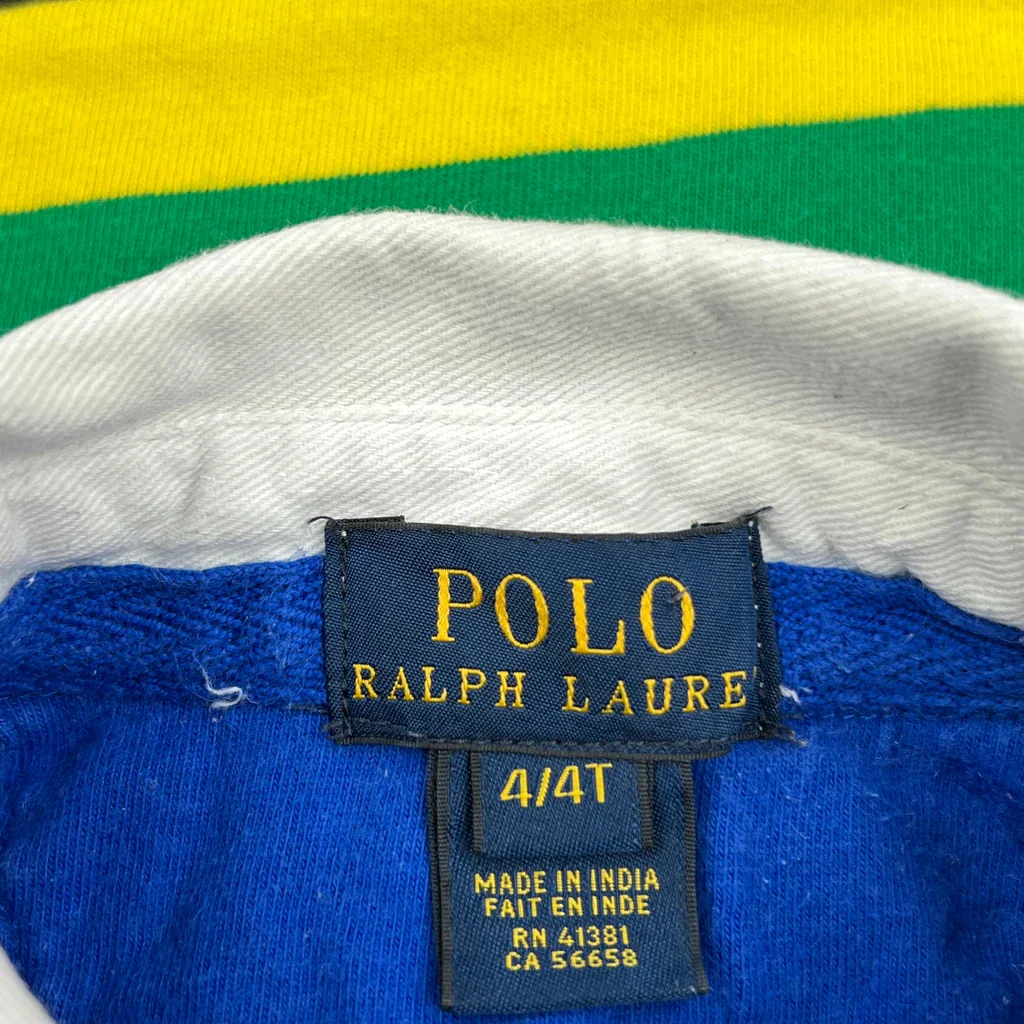 POLO
RALPH LAURE
4/4T
MADE IN INDIA
FAIT EN INDE
RN 41381
CA 56658